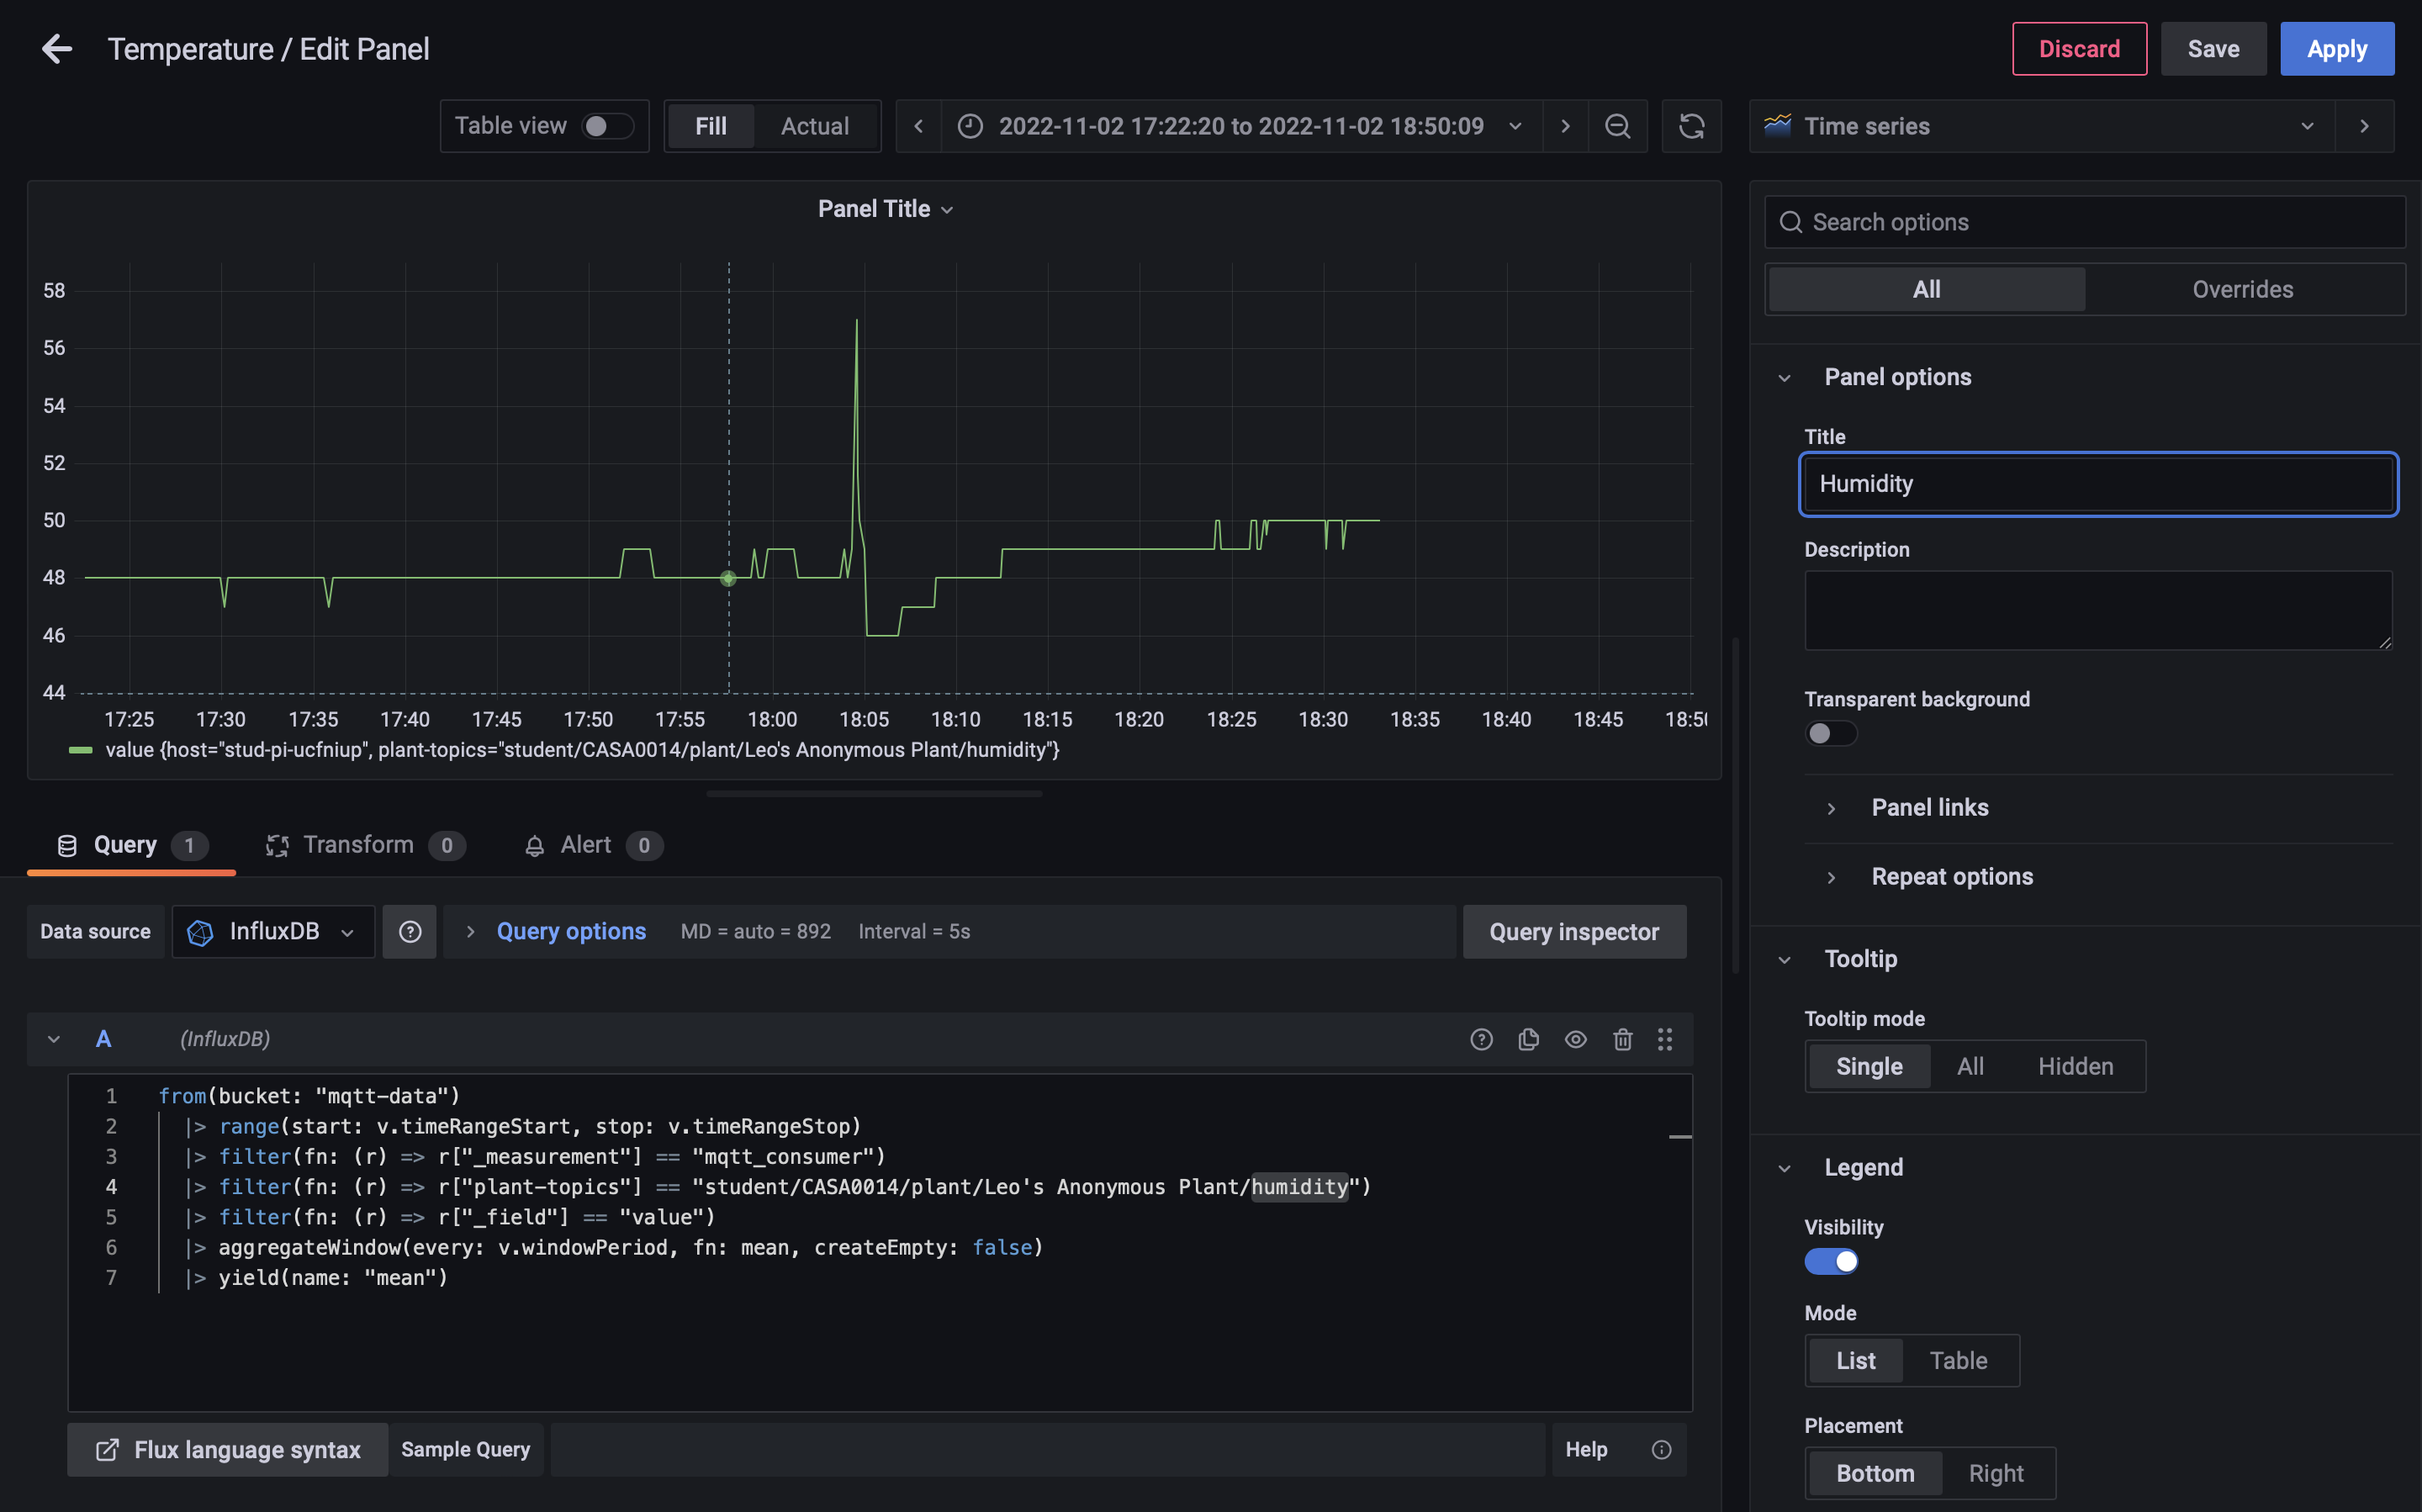 Temperature / Edit Panel
Discard
Save
Apply
Table view
Fill
Actual
2022-11-02 17:22:20 to 2022-11-02 18:50:09
Time series
Panel Title
58
56
54
52
50
48
46
44
17:25 17:30 17:35 17:40 17:45 17:50 17:55 18:00 18:05 18:10 18:15 18:20 18:25 18:30 18:35 18:40 18:45
value {host="stud-pi-ucfniup", plant-topics="student/CASA0014/plant/Leo's Anonymous Plant/humidity"}
Query 1
Transform 0
Alert 0
Data source
InfluxDB
Query options
MD = auto = 892
Interval = 5s
Query inspector
A
(InfluxDB)
1 from(bucket: "mqtt-data")
2 |> range(start: v.timeRangeStart, stop: v.timeRangeStop)
3 |> filter(fn: (r) => r["_measurement"] == "mqtt_consumer")
4 |> filter(fn: (r) => r["plant-topics"] == "student/CASA0014/plant/Leo's Anonymous Plant/humidity")
5 |> filter(fn: (r) => r["_field"] == "value")
6 |> aggregateWindow(every: v.windowPeriod, fn: mean, createEmpty: false)
7 |> yield(name: "mean")
Flux language syntax
Sample Query
Help
Search options
All
Overrides
Panel options
Title
Humidity
Description
Transparent background
Panel links
Repeat options
Tooltip
Tooltip mode
Single
All
Hidden
Legend
Visibility
Mode
List
Table
Placement
Bottom
Right